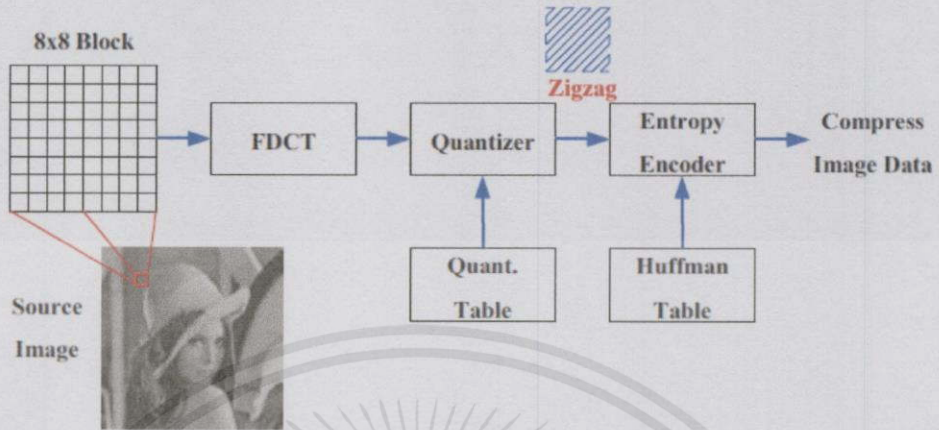 8x8 Block
Zigzag
FDCT
Quantizer
Entropy
Encoder
Compress
Image Data
Quant.
Table
Huffman
Table
Source
Image